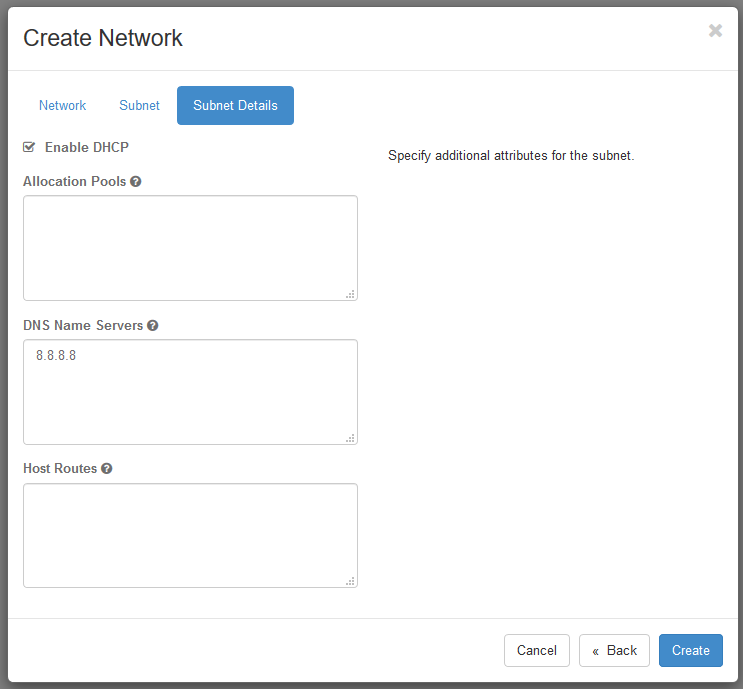 Create Network
Network Subnet Subnet Details
Enable DHCP
Specify additional attributes for the subnet.
Allocation Pools
DNS Name Servers
8.8.8.8
Host Routes
Cancel « Back Create